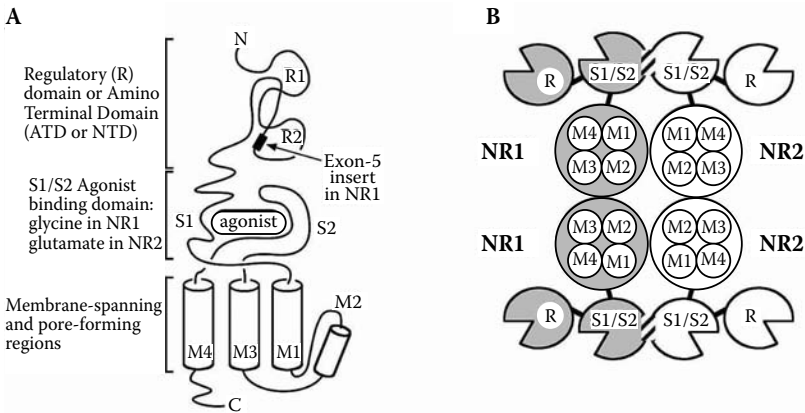 A
N
Regulatory (R)
domain or Amino
Terminal Domain
(ATD or NTD)
R1
R2
Exon-5
insert
in NR1
S1/S2 Agonist
binding domain:
glycine in NR1
glutamate in NR2
S1
agonist
S2
Membrane-spanning
and pore-forming
regions
M2
M4
M3
M1
C
B
R
S1/S2
S1/S2
R
NR1
M4
M1
M3
M2
M1
M4
M2
M3
NR2
NR1
M3
M2
M4
M1
M2
M3
M1
M4
NR2
R
S1/S2
S1/S2
R